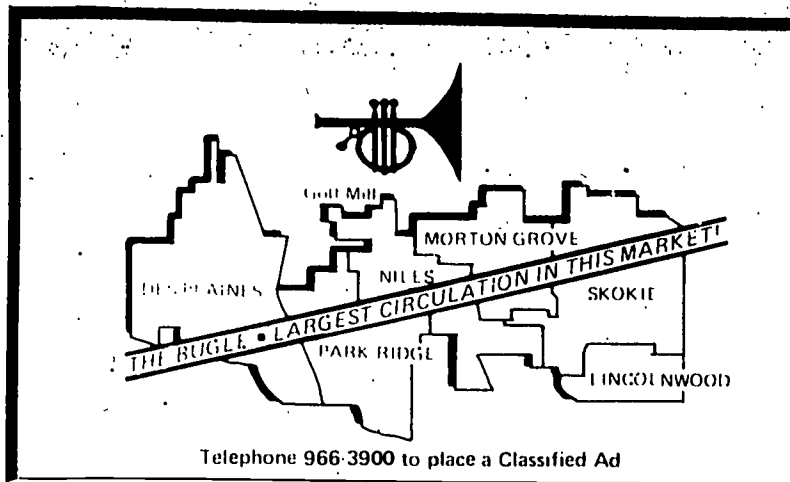 Golf Mill
MORTON GROVE
DES PLAINES
NILES
SKOKIE
THE BUGLE • LARGEST CIRCULATION IN THIS MARKET!
PARK RIDGE
LINCOLNWOOD
Telephone 966-3900 to place a Classified Ad